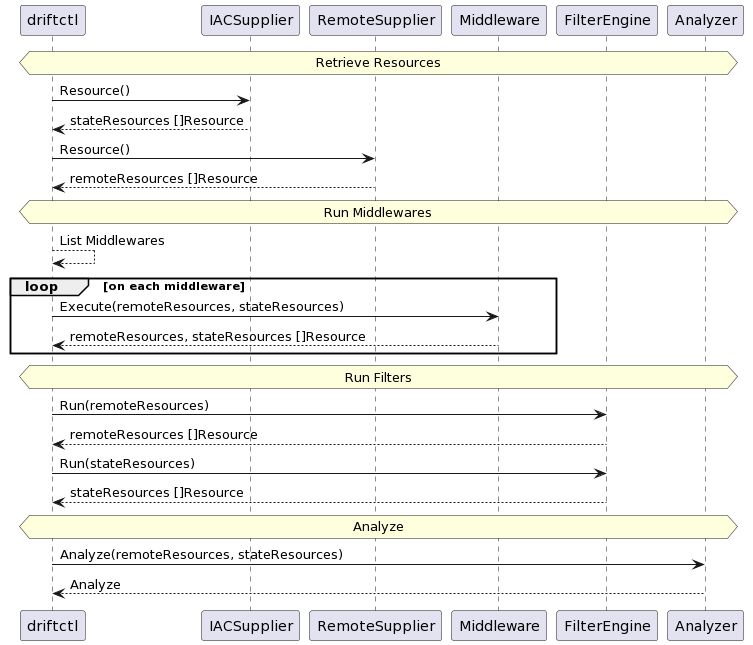 driftctl IACSupplier RemoteSupplier Middleware FilterEngine Analyzer
Retrieve Resources
Resource()
stateResources []Resource
Resource()
remoteResources []Resource
Run Middlewares
List Middlewares
loop [on each middleware]
Execute(remoteResources, stateResources)
remoteResources, stateResources []Resource
Run Filters
Run(remoteResources)
remoteResources []Resource
Run(stateResources)
stateResources []Resource
Analyze
Analyze(remoteResources, stateResources)
Analyze
driftctl IACSupplier RemoteSupplier Middleware FilterEngine Analyzer